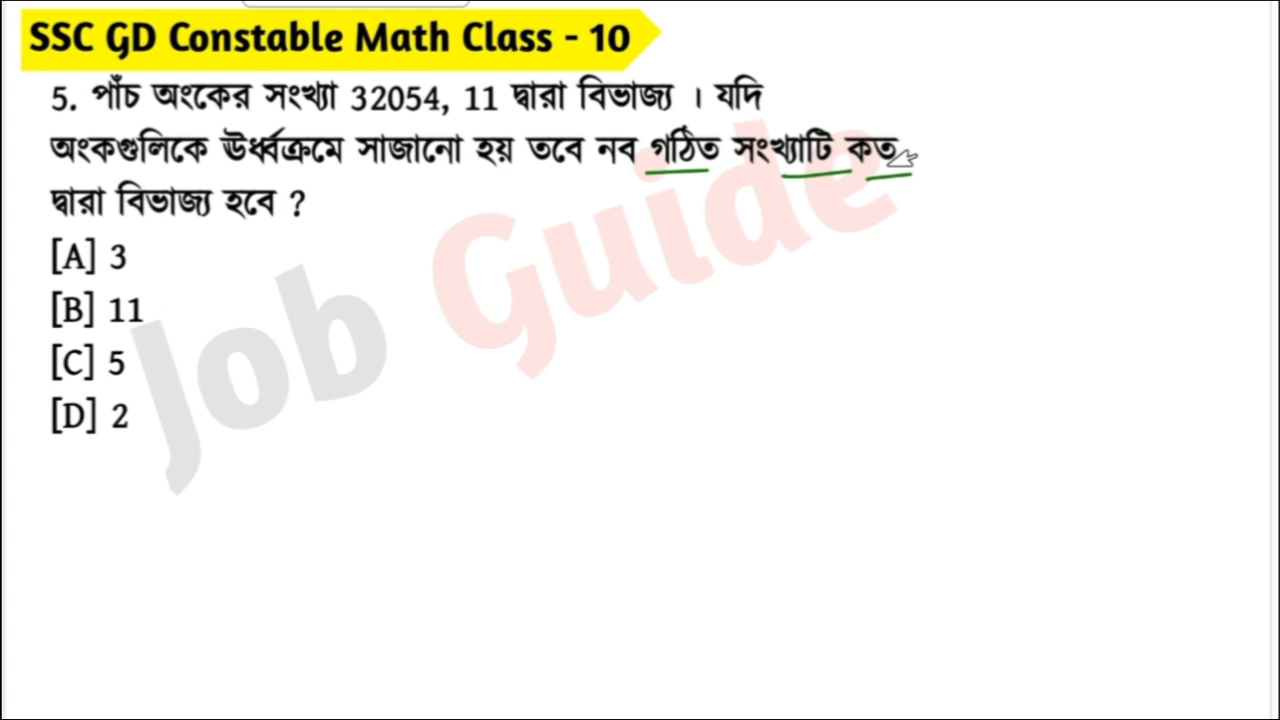 SSC GD Constable Math Class - 10
5. পাঁচ অংকের সংখ্যা 32054, 11 দ্বারা বিভাজ্য । যদি
অংকগুলিকে ঊর্ধ্বক্রমে সাজানো হয় তবে নব গঠিত সংখ্যাটি কত
দ্বারা বিভাজ্য হবে ?
[A] 3
[B] 11
[C] 5
[D] 2
Job Guide